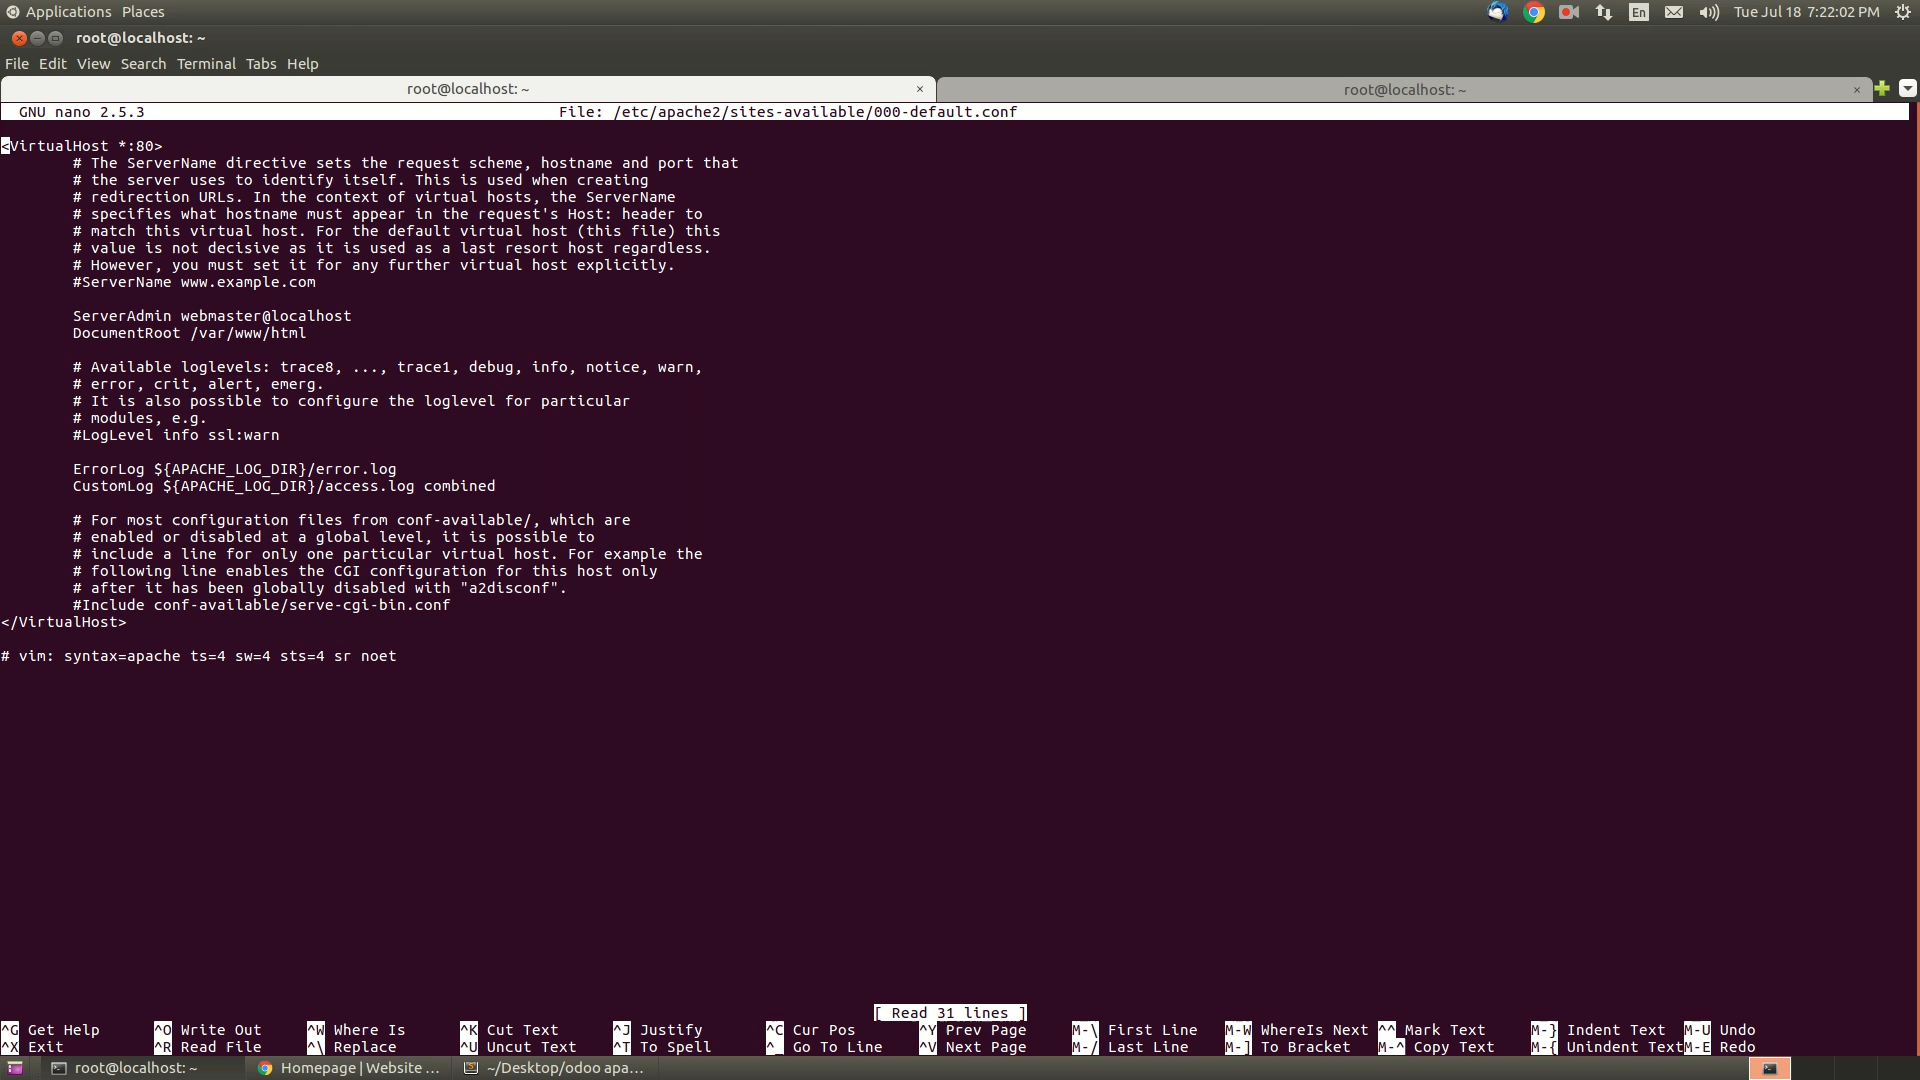 Applications Places
En Tue Jul 18 7:22:02 PM
root@localhost: ~
File Edit View Search Terminal Tabs Help
root@localhost: ~ × root@localhost: ~ ×
GNU nano 2.5.3 File: /etc/apache2/sites-available/000-default.conf
<VirtualHost *:80>
# The ServerName directive sets the request scheme, hostname and port that
# the server uses to identify itself. This is used when creating
# redirection URLs. In the context of virtual hosts, the ServerName
# specifies what hostname must appear in the request's Host: header to
# match this virtual host. For the default virtual host (this file) this
# value is not decisive as it is used as a last resort host regardless.
# However, you must set it for any further virtual host explicitly.
#ServerName www.example.com
ServerAdmin webmaster@localhost
DocumentRoot /var/www/html
# Available loglevels: trace8, ..., trace1, debug, info, notice, warn,
# error, crit, alert, emerg.
# It is also possible to configure the loglevel for particular
# modules, e.g.
#LogLevel info ssl:warn
ErrorLog ${APACHE_LOG_DIR}/error.log
CustomLog ${APACHE_LOG_DIR}/access.log combined
# For most configuration files from conf-available/, which are
# enabled or disabled at a global level, it is possible to
# include a line for only one particular virtual host. For example the
# following line enables the CGI configuration for this host only
# after it has been globally disabled with "a2disconf".
#Include conf-available/serve-cgi-bin.conf
</VirtualHost>
# vim: syntax=apache ts=4 sw=4 sts=4 sr noet
[ Read 31 lines ]
^G Get Help ^O Write Out ^W Where Is ^K Cut Text ^J Justify ^C Cur Pos ^Y Prev Page M-\ First Line M-W WhereIs Next ^^ Mark Text M-} Indent Text M-U Undo
^X Exit ^R Read File ^\ Replace ^U Uncut Text ^T To Spell ^_ Go To Line ^V Next Page M-/ Last Line M-] To Bracket M-^ Copy Text M-{ Unindent Text M-E Redo
root@localhost: ~ Homepage | Website ... ~/Desktop/odoo apa...